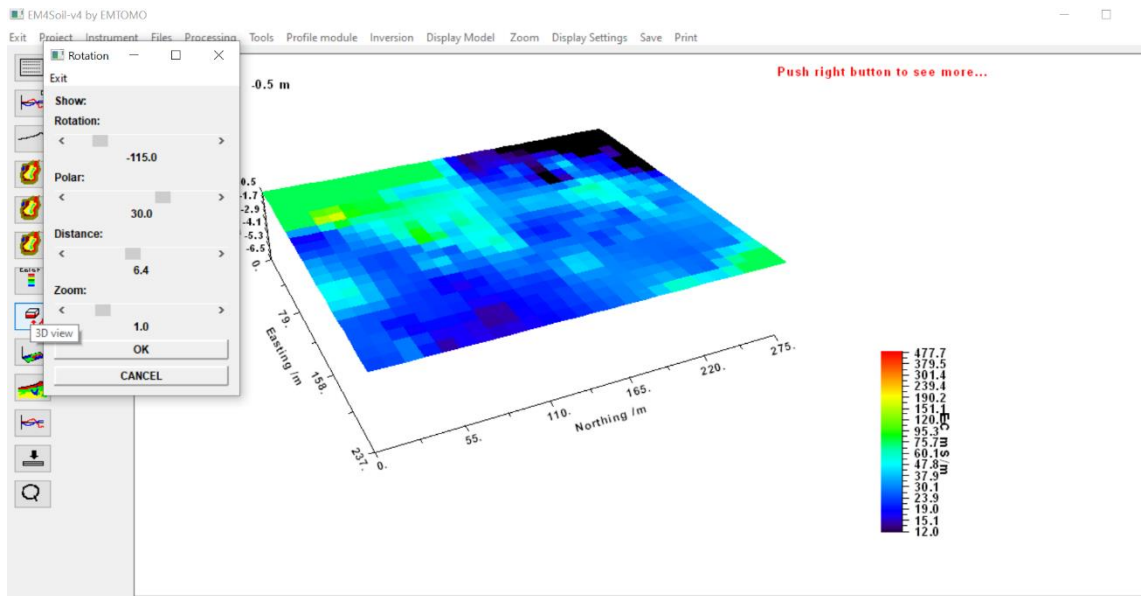 EM4Soil-v4 by EMTOMO
Exit Project Instrument Files Processing Tools Profile module Inversion Display Model Zoom Display Settings Save Print
Rotation
Exit
Show:
Rotation:
< >
-115.0
Polar:
< >
30.0
Distance:
< >
6.4
Zoom:
< >
1.0
OK
CANCEL
3D view
Color
-0.5 m
Push right button to see more...
0.5
-1.7
-2.9
-4.1
-5.3
-6.5
0.
79.
158.
237.
Easting /m
0.
55.
110.
165.
220.
275.
Northing /m
477.7
379.5
301.4
239.4
190.2
151.1
120.0
95.3
75.7
60.1
47.8
37.9
30.1
23.9
19.0
15.1
12.0
EC mS/m